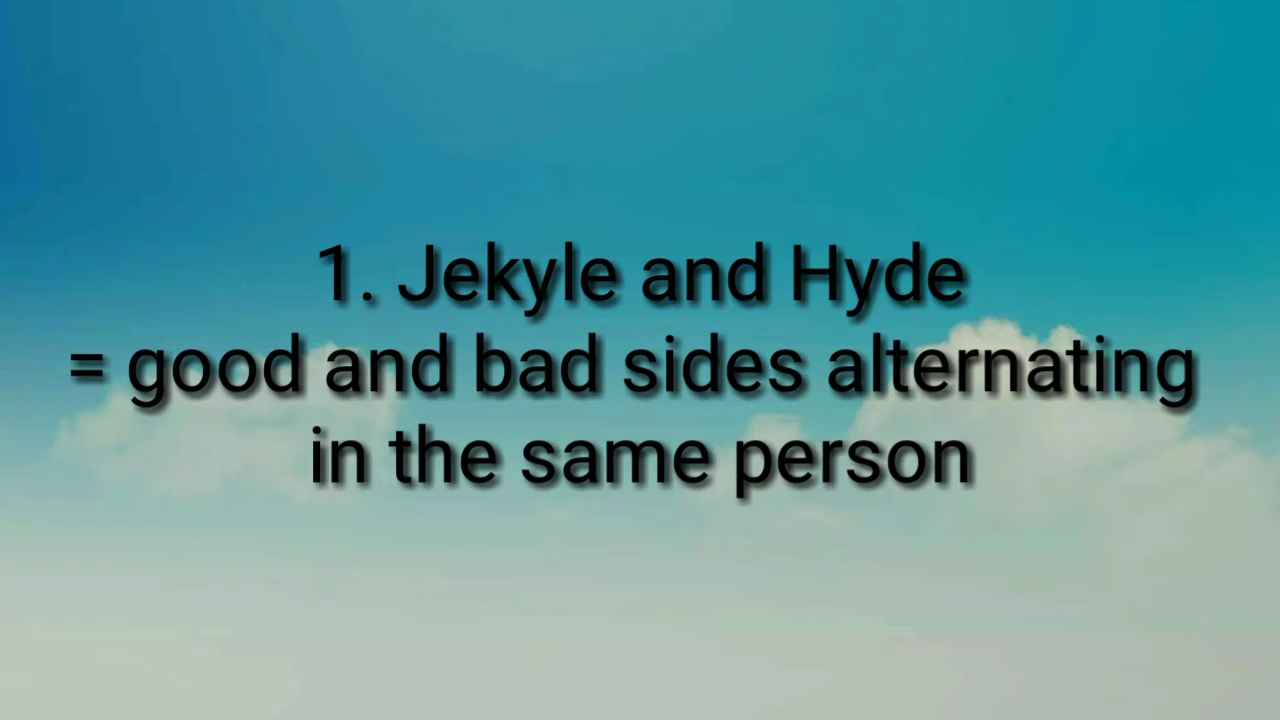 1. Jekyle and Hyde
= good and bad sides alternating
in the same person